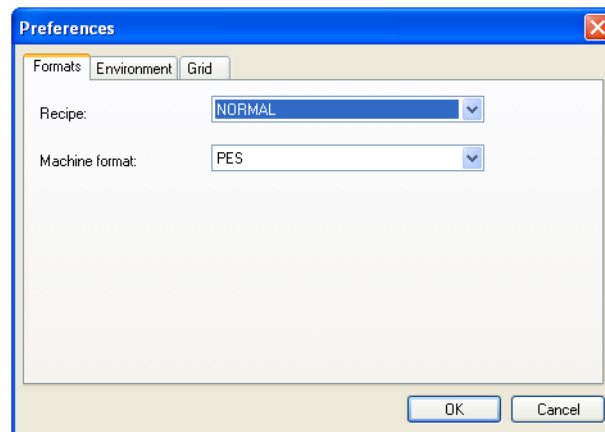 Preferences
Formats Environment Grid
Recipe: NORMAL
Machine format: PES
OK Cancel